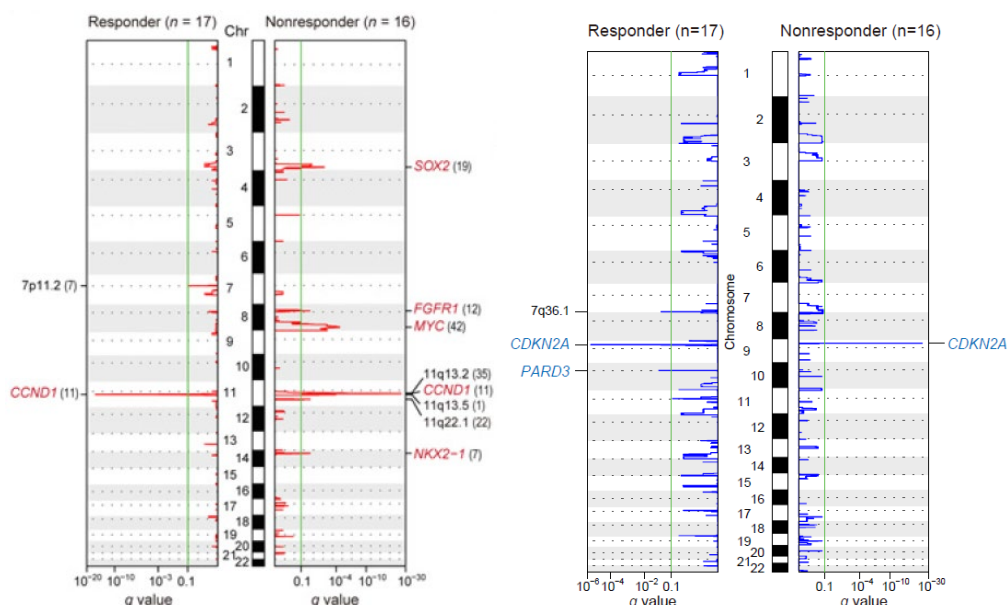 Responder (n = 17)
Chr
Nonresponder (n = 16)
1
2
3
4
5
6
7
8
9
10
11
12
13
14
15
16
17
18
19
20
21
22
7p11.2 (7)
CCND1 (11)
SOX2 (19)
FGFR1 (12)
MYC (42)
11q13.2 (35)
CCND1 (11)
11q13.5 (1)
11q22.1 (22)
NKX2−1 (7)
10⁻²⁰ 10⁻¹⁰ 10⁻³ 0.1
0.1 10⁻⁴ 10⁻³⁰
q value
q value
Responder (n=17)
Nonresponder (n=16)
Chromosome
1
2
3
4
5
6
7
8
9
10
11
12
13
14
15
16
17
18
19
20
21
22
7q36.1
CDKN2A
PARD3
CDKN2A
10⁻⁶ 10⁻⁴ 10⁻² 0.1
0.1 10⁻⁴ 10⁻¹⁰ 10⁻³⁰
q value
q value